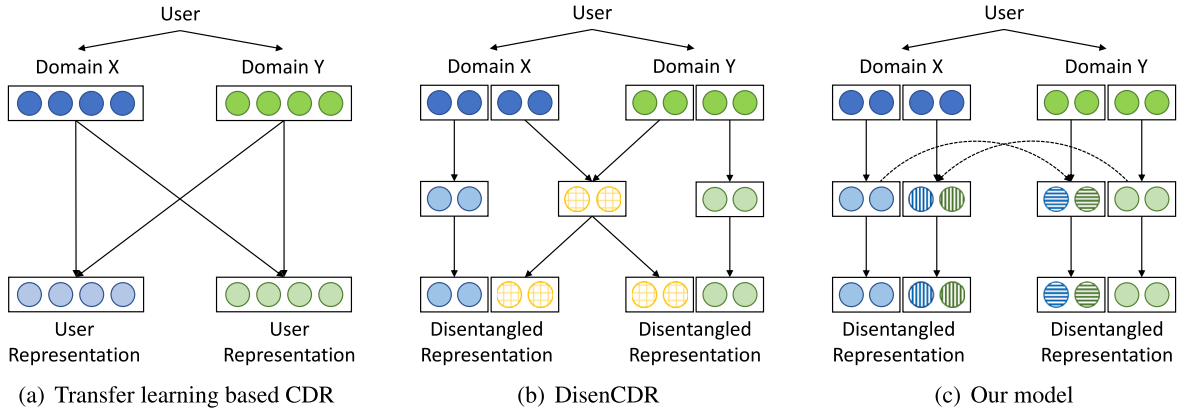 User
Domain X
Domain Y
User
Representation
User
Representation
(a) Transfer learning based CDR
User
Domain X
Domain Y
Disentangled
Representation
Disentangled
Representation
(b) DisenCDR
User
Domain X
Domain Y
Disentangled
Representation
Disentangled
Representation
(c) Our model